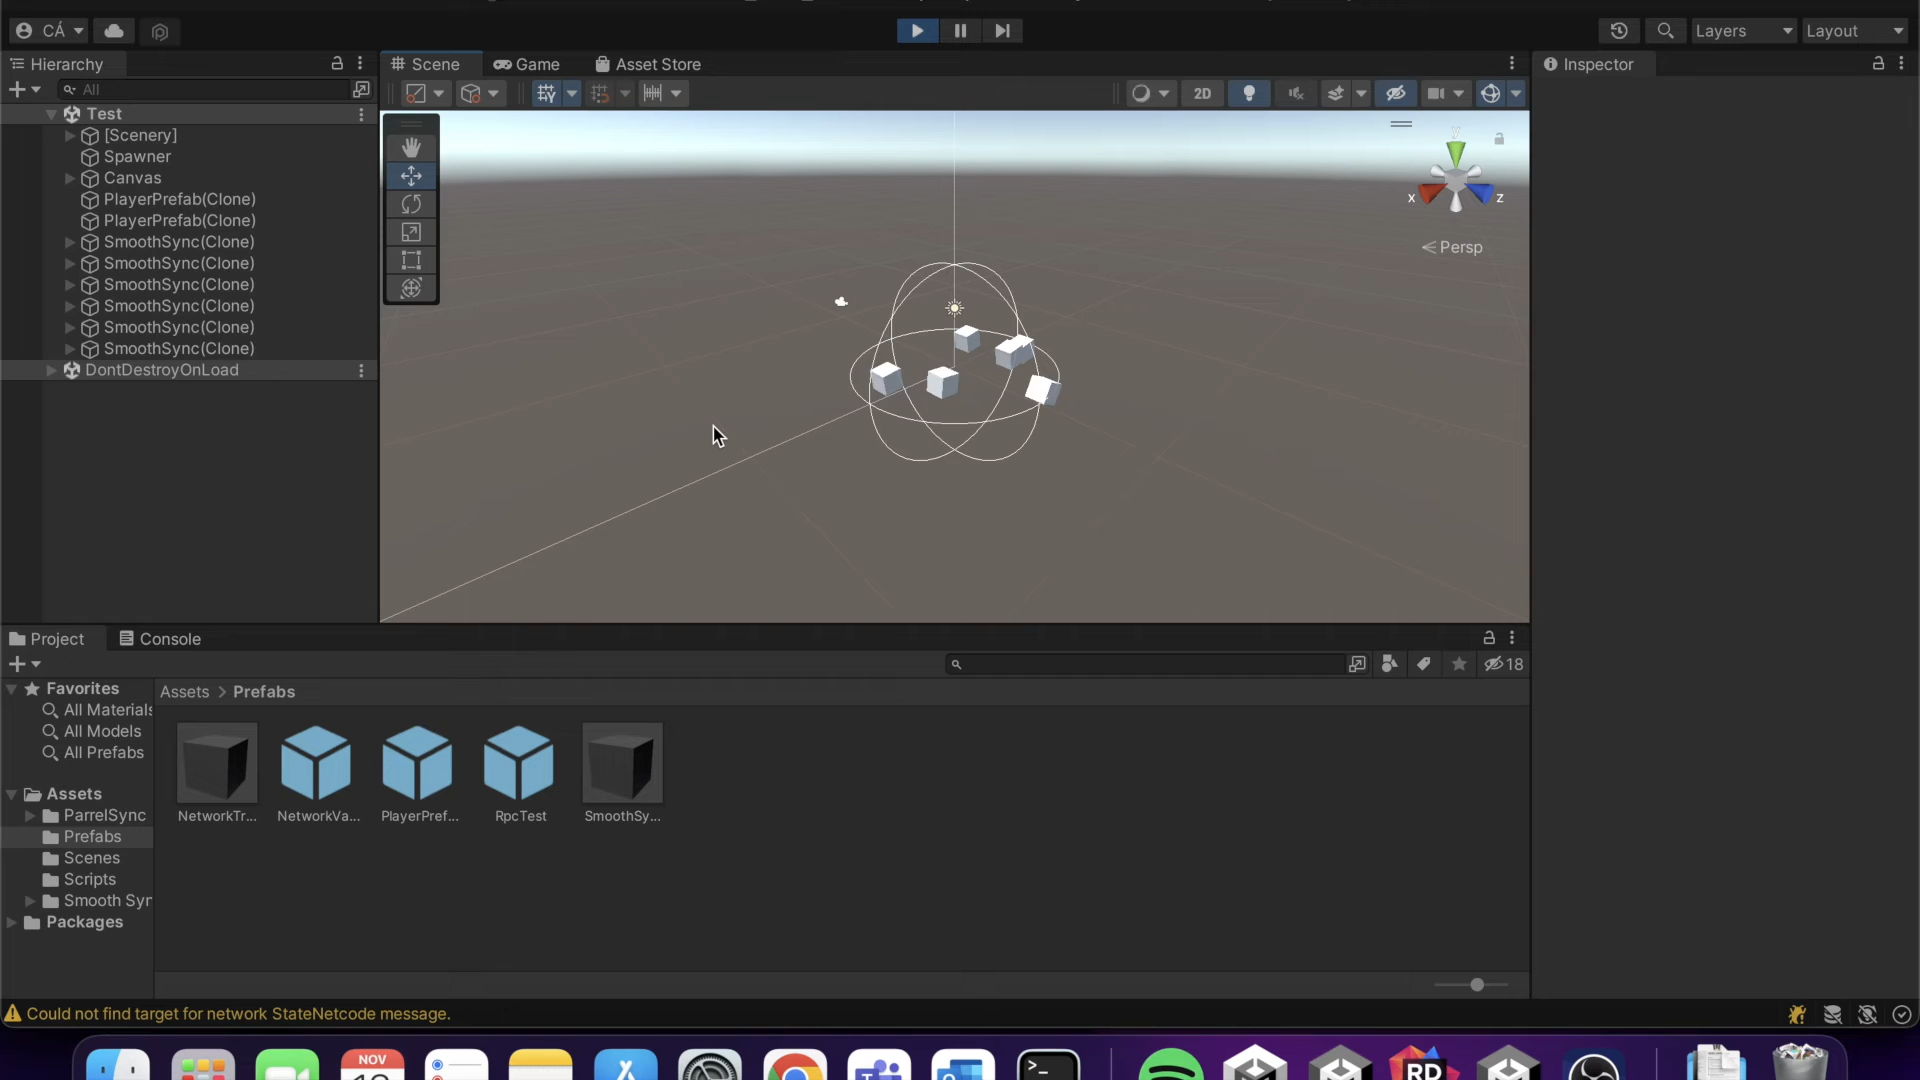 CÁ
Layers
Layout
Hierarchy
Scene
Game
Asset Store
Inspector
All
2D
Test
[Scenery]
Spawner
Canvas
PlayerPrefab(Clone)
PlayerPrefab(Clone)
SmoothSync(Clone)
SmoothSync(Clone)
SmoothSync(Clone)
SmoothSync(Clone)
SmoothSync(Clone)
SmoothSync(Clone)
DontDestroyOnLoad
y
x
z
Persp
Project
Console
18
Favorites
All Materials
All Models
All Prefabs
Assets
ParrelSync
Prefabs
Scenes
Scripts
Smooth Syn
Packages
Assets > Prefabs
NetworkTr...
NetworkVa...
PlayerPref...
RpcTest
SmoothSy...
Could not find target for network StateNetcode message.
NOV
RD